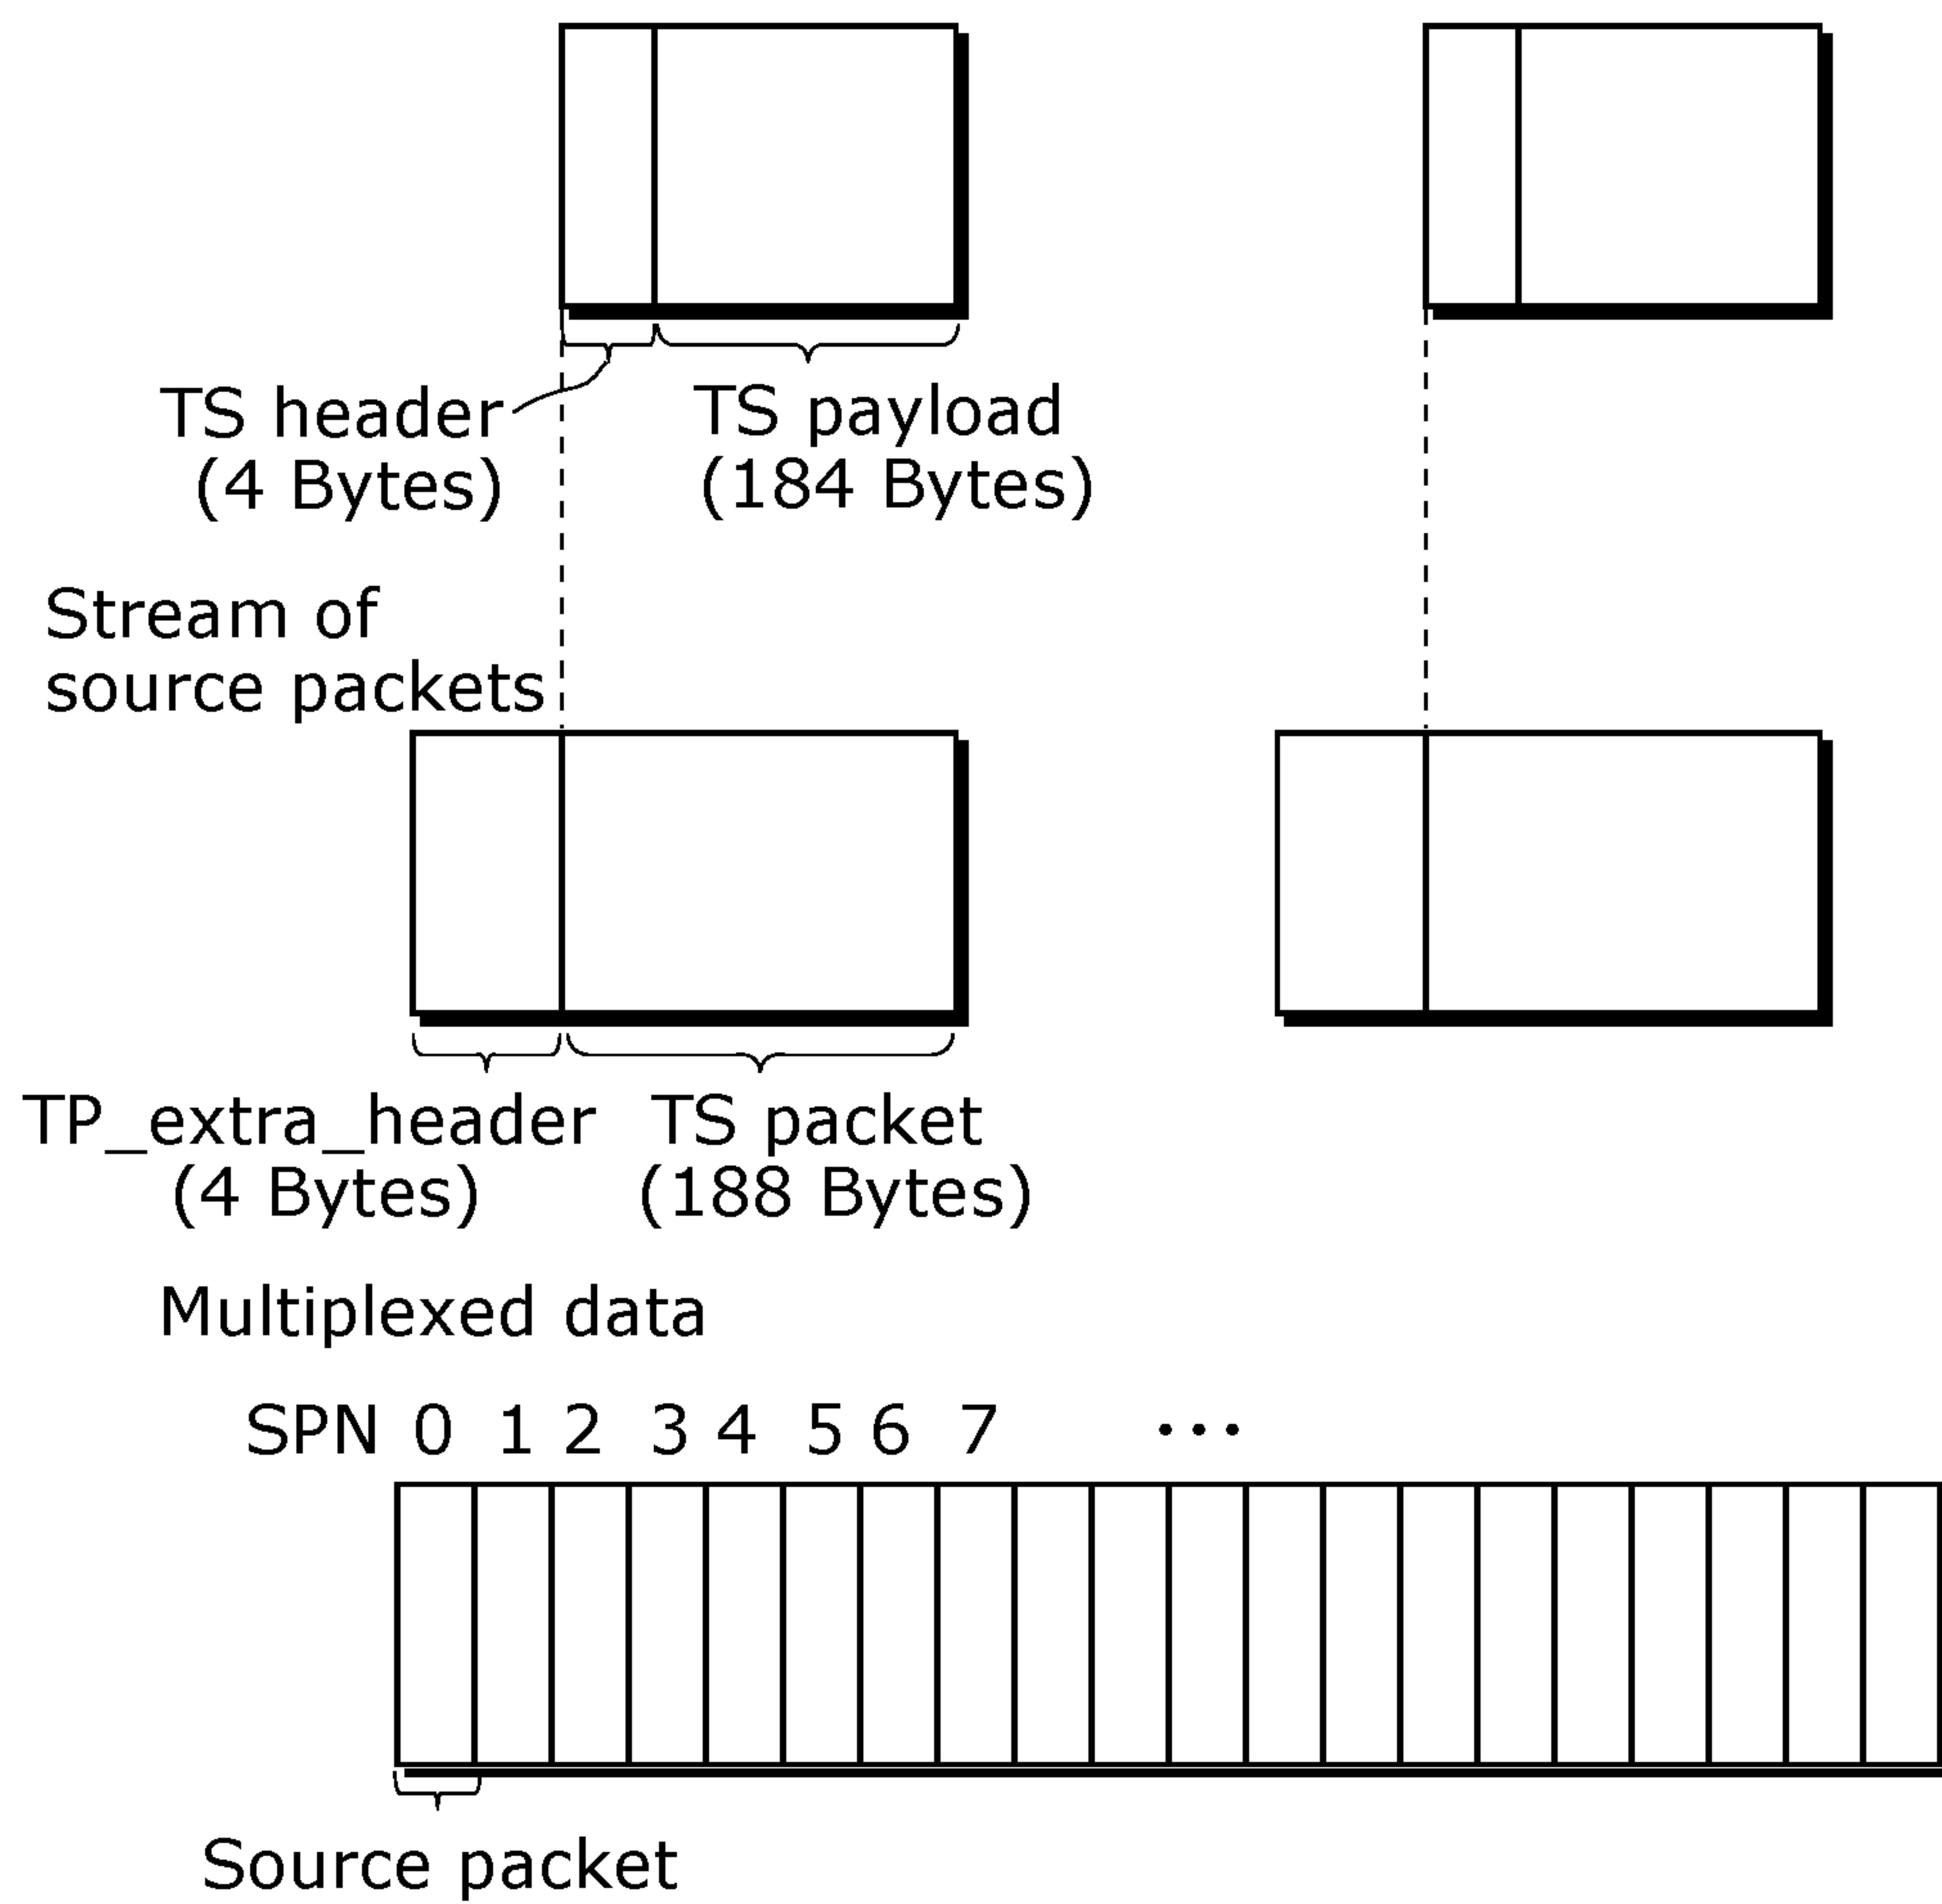 TS header
(4 Bytes)
TS payload
(184 Bytes)
Stream of
source packets
TP_extra_header
(4 Bytes)
TS packet
(188 Bytes)
Multiplexed data
SPN 0 1 2 3 4 5 6 7 ...
Source packet